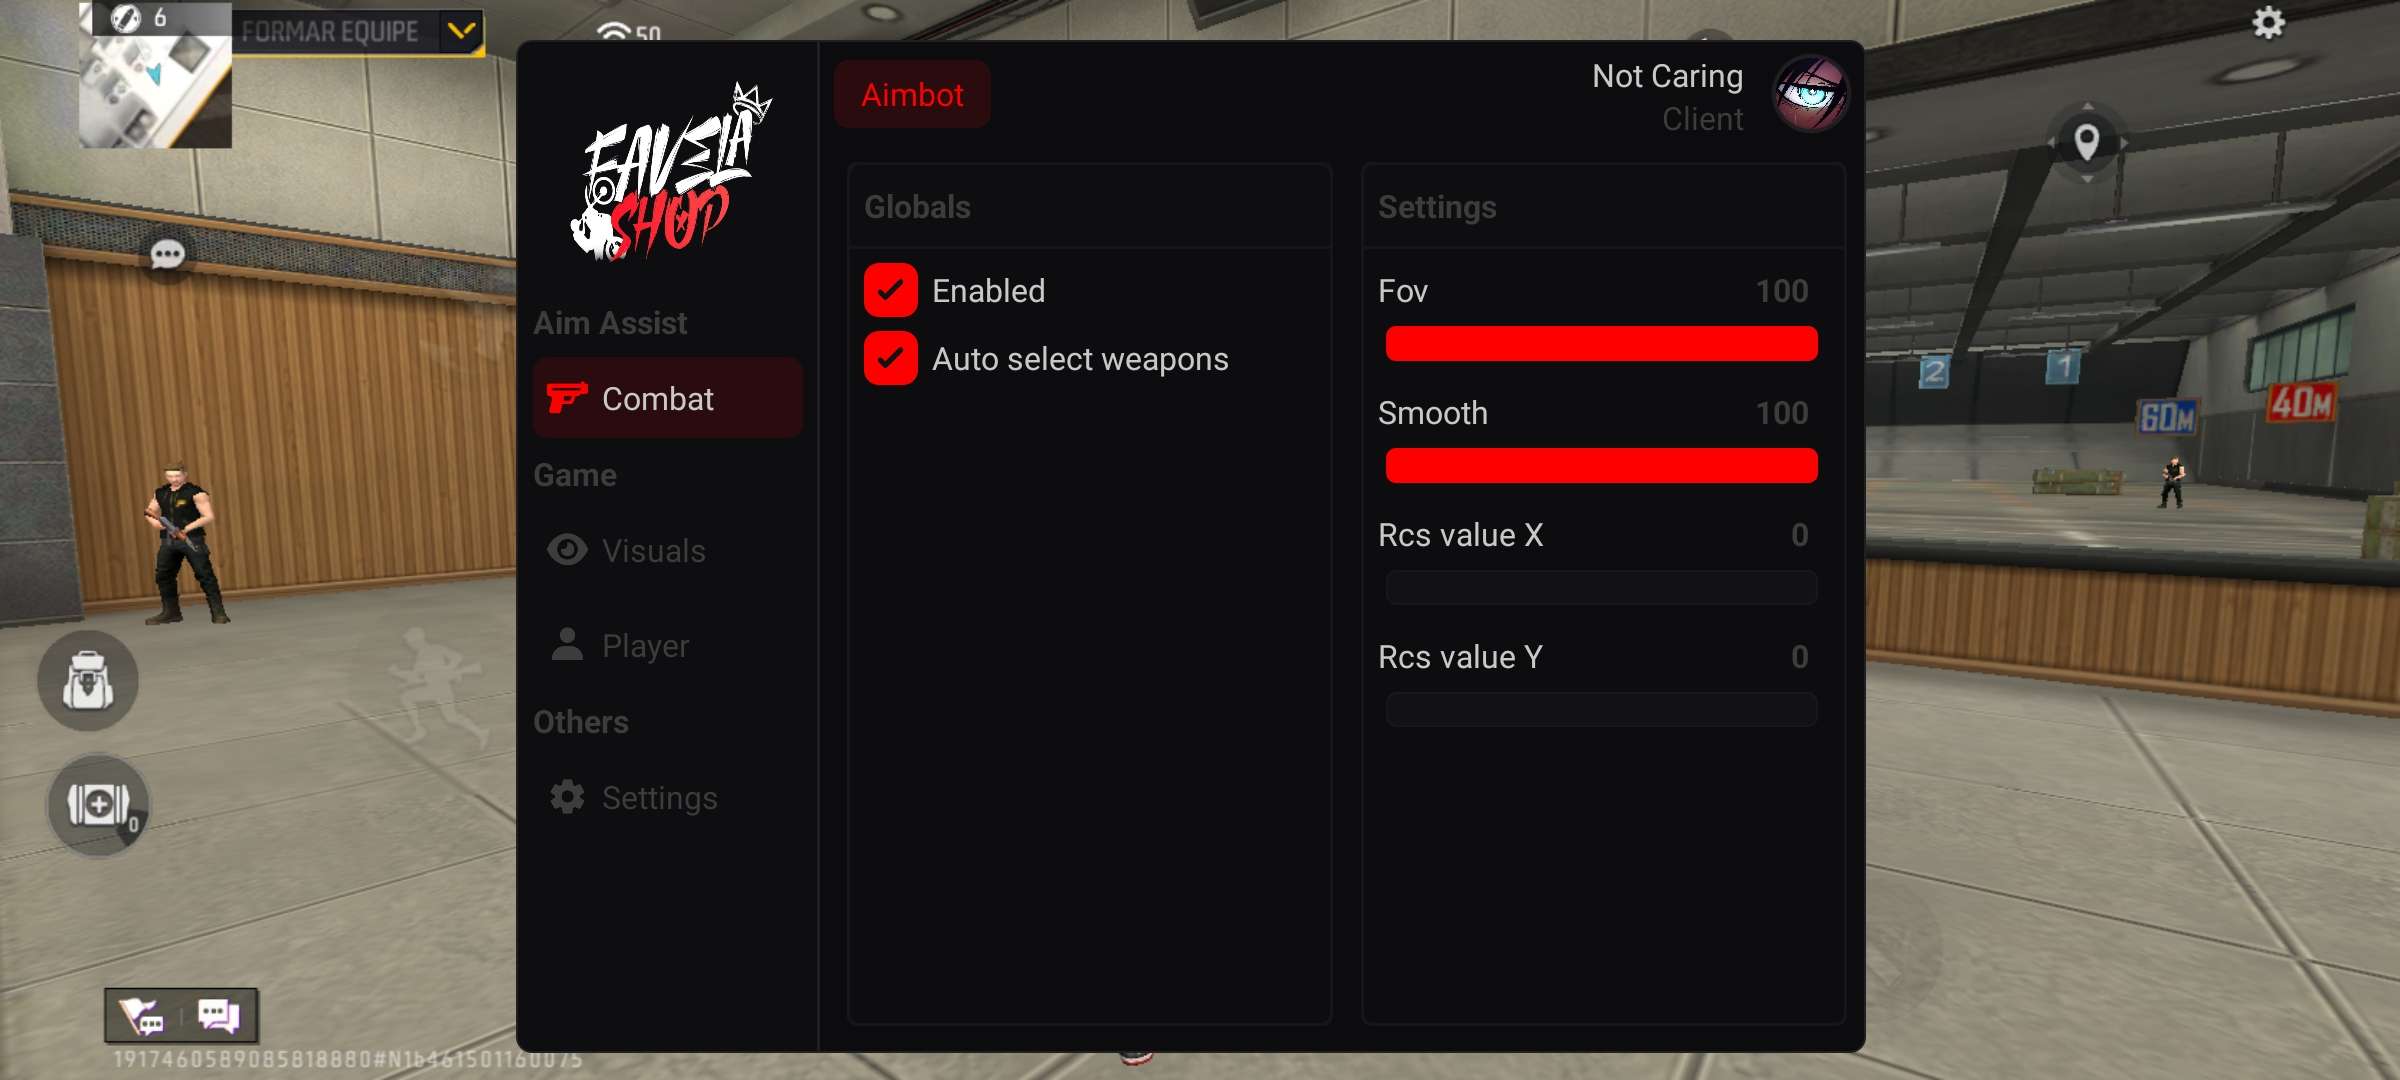 6
FORMAR EQUIPE
50
Not Caring
Client
Aimbot
FAVELA
SHOP
Globals
Settings
Enabled
Auto select weapons
Fov 100
Smooth 100
Rcs value X 0
Rcs value Y 0
Aim Assist
Combat
Game
Visuals
Player
Others
Settings
2
1
60M
40M
0
1917460589085818880#N1b461501160075